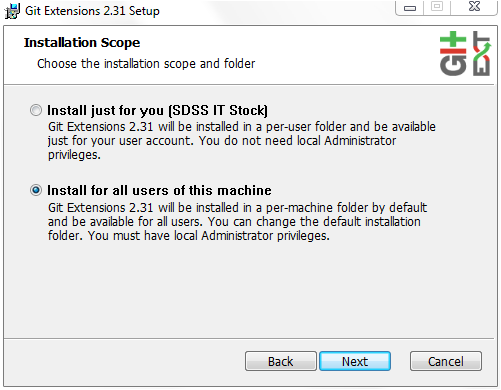 Git Extensions 2.31 Setup
Installation Scope
Choose the installation scope and folder
GIt
EXT
Install just for you (SDSS IT Stock)
Git Extensions 2.31 will be installed in a per-user folder and be available
just for your user account. You do not need local Administrator
privileges.
Install for all users of this machine
Git Extensions 2.31 will be installed in a per-machine folder by default
and be available for all users. You can change the default installation
folder. You must have local Administrator privileges.
Back
Next
Cancel